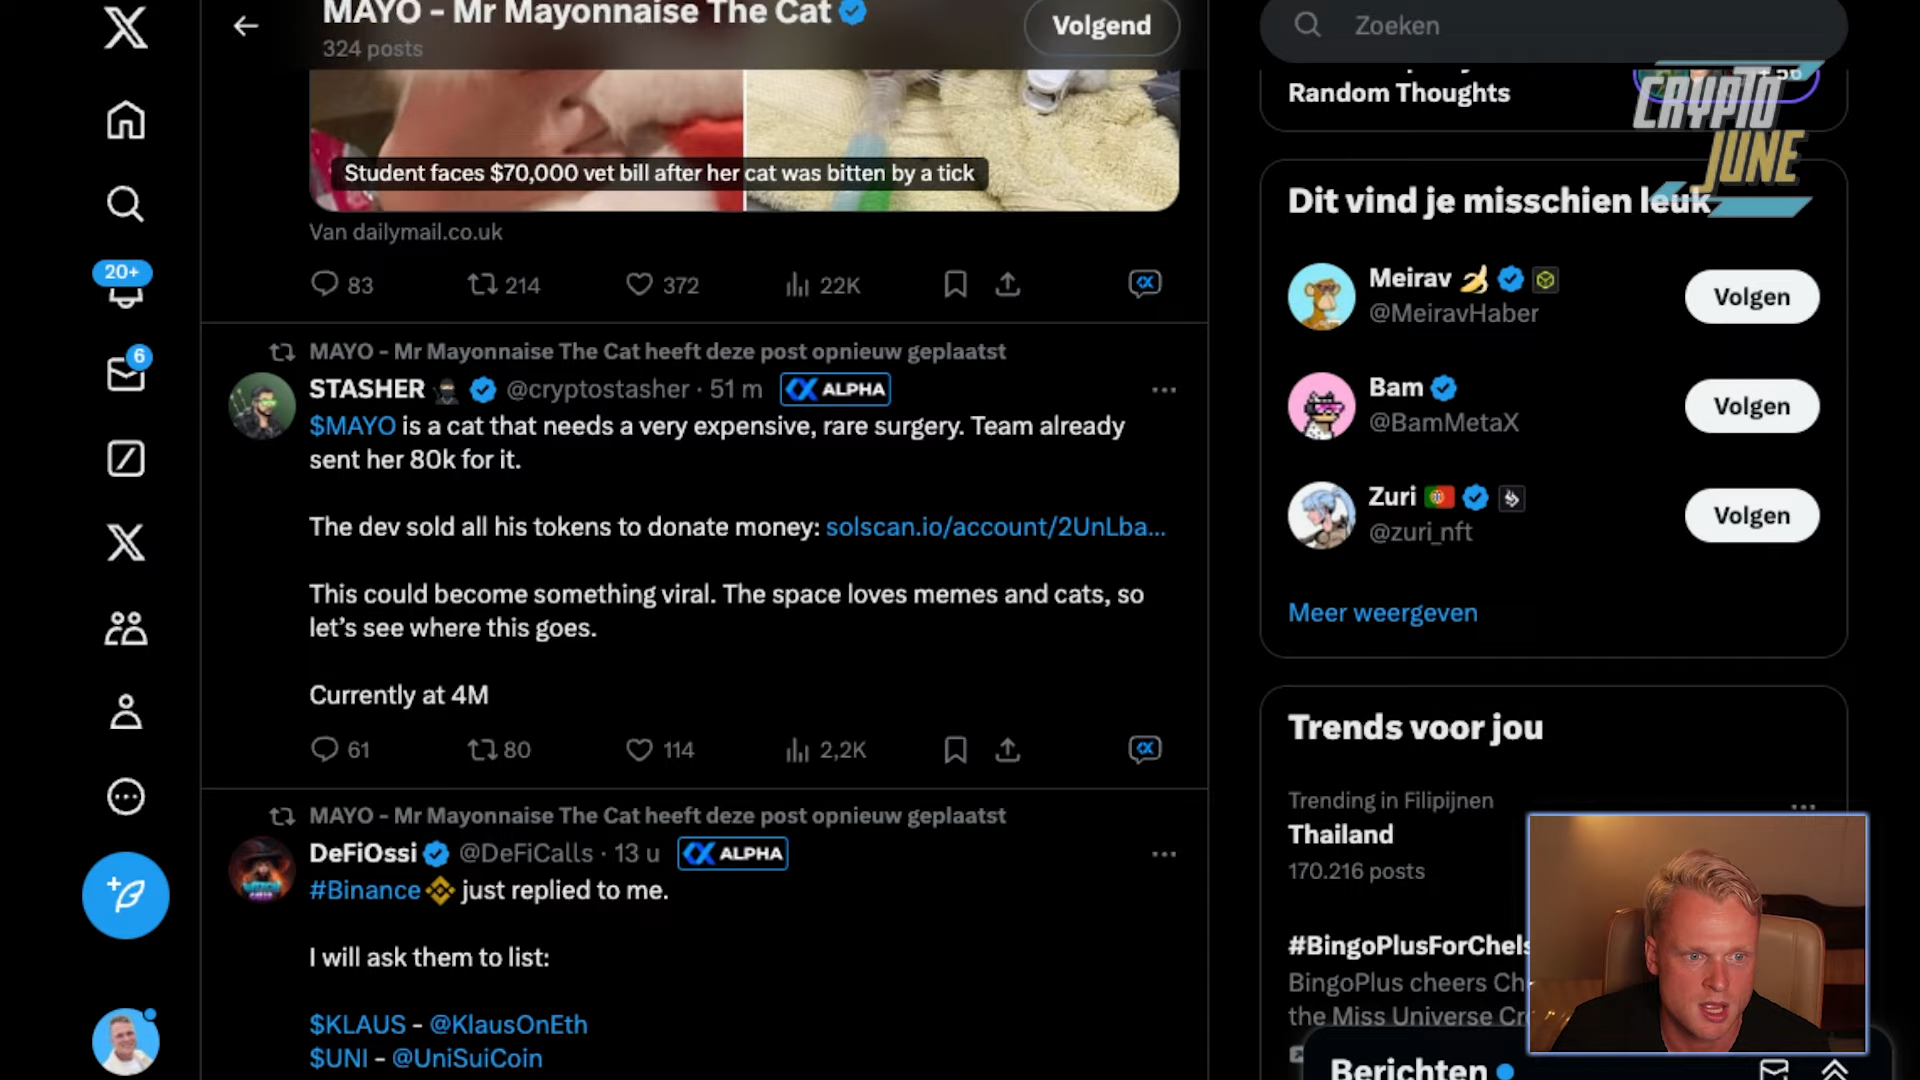 MAYO - Mr Mayonnaise The Cat
324 posts
Volgend
Zoeken
Student faces $70,000 vet bill after her cat was bitten by a tick
Van dailymail.co.uk
83 214 372 22K
MAYO - Mr Mayonnaise The Cat heeft deze post opnieuw geplaatst
STASHER @cryptostasher · 51 m ALPHA
$MAYO is a cat that needs a very expensive, rare surgery. Team already
sent her 80k for it.
The dev sold all his tokens to donate money: solscan.io/account/2UnLba...
This could become something viral. The space loves memes and cats, so
let's see where this goes.
Currently at 4M
61 80 114 2,2K
MAYO - Mr Mayonnaise The Cat heeft deze post opnieuw geplaatst
DeFiOssi @DeFiCalls · 13 u ALPHA
#Binance just replied to me.
I will ask them to list:
$KLAUS - @KlausOnEth
$UNI - @UniSuiCoin
20+
6
Random Thoughts
CRYPTO
JUNE
Dit vind je misschien leuk
Meirav
@MeiravHaber
Volgen
Bam
@BamMetaX
Volgen
Zuri
@zuri_nft
Volgen
Meer weergeven
Trends voor jou
Trending in Filipijnen
Thailand
170.216 posts
#BingoPlusForChels
BingoPlus cheers Ch
the Miss Universe Cr
Berichten